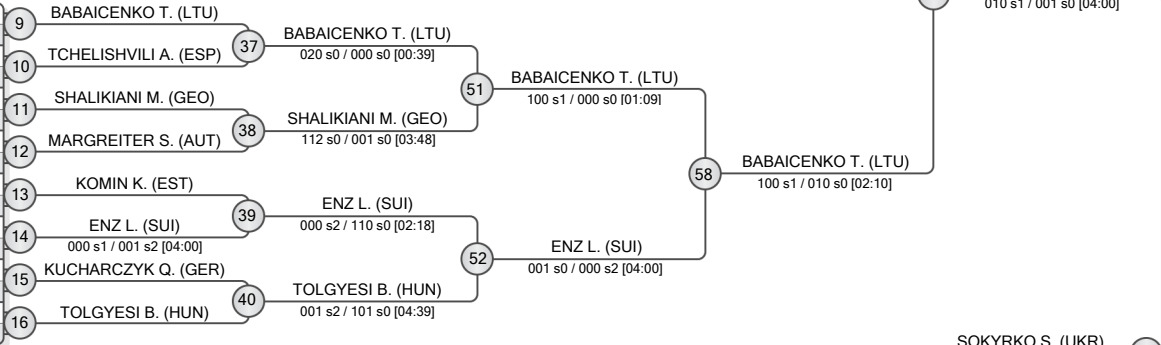 010 s1 / 001 s0 [04:00]
9
BABAICENKO T. (LTU)
10
TCHELISHVILI A. (ESP)
37
BABAICENKO T. (LTU)
020 s0 / 000 s0 [00:39]
11
SHALIKIANI M. (GEO)
12
MARGREITER S. (AUT)
38
SHALIKIANI M. (GEO)
112 s0 / 001 s0 [03:48]
51
BABAICENKO T. (LTU)
100 s1 / 000 s0 [01:09]
13
KOMIN K. (EST)
14
ENZ L. (SUI)
000 s1 / 001 s2 [04:00]
39
ENZ L. (SUI)
000 s2 / 110 s0 [02:18]
15
KUCHARCZYK Q. (GER)
16
TOLGYESI B. (HUN)
40
TOLGYESI B. (HUN)
001 s2 / 101 s0 [04:39]
52
ENZ L. (SUI)
001 s0 / 000 s2 [04:00]
58
BABAICENKO T. (LTU)
100 s1 / 010 s0 [02:10]
SOKYRKO S. (UKR)